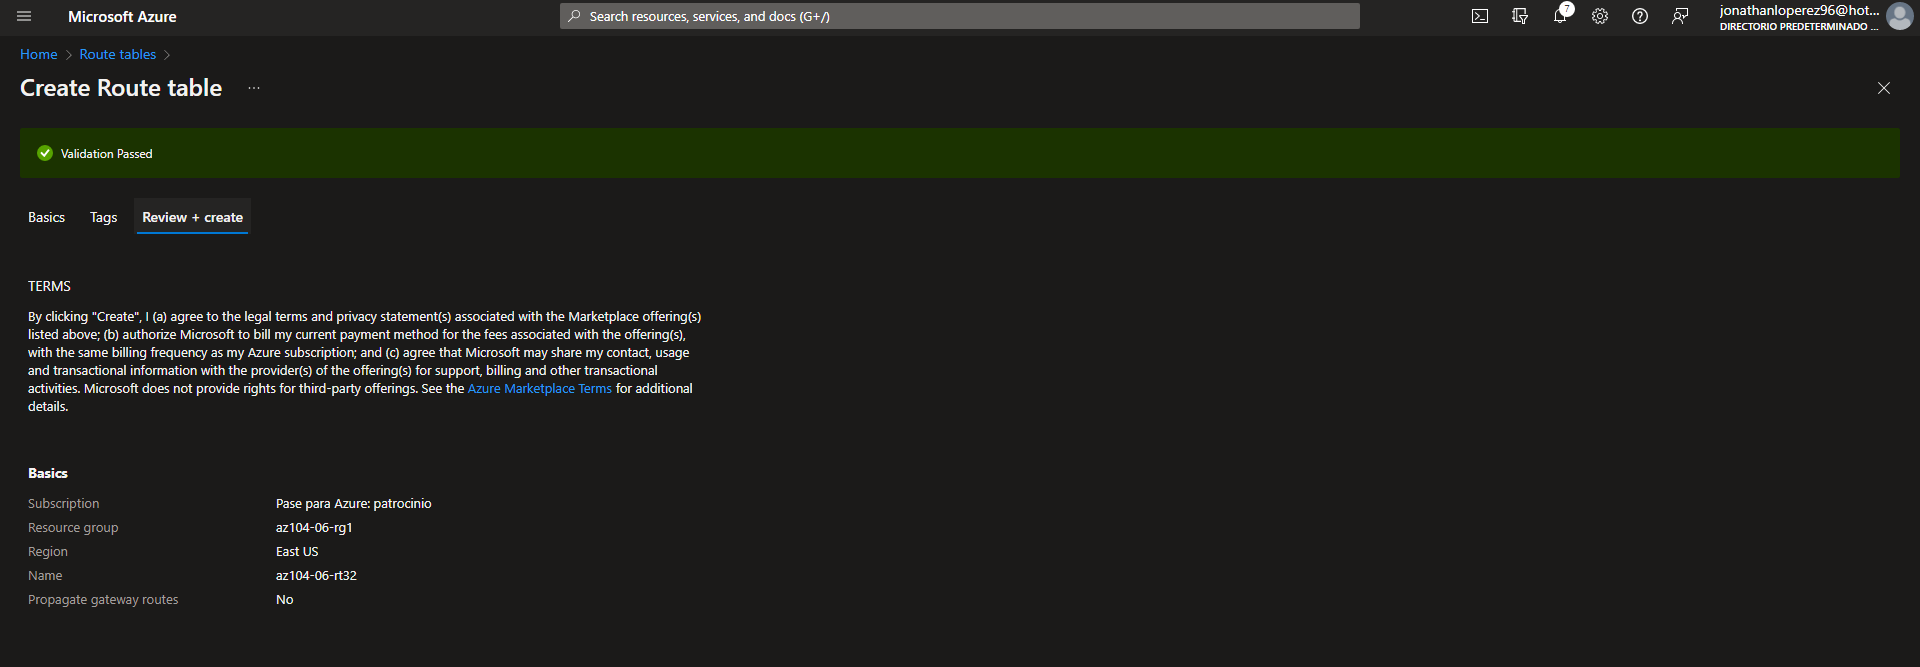 Microsoft Azure
Search resources, services, and docs (G+/)
7
jonathanloperez96@hot...
DIRECTORIO PREDETERMINADO ...
Home > Route tables >
Create Route table ...
Validation Passed
Basics Tags Review + create
TERMS
By clicking "Create", I (a) agree to the legal terms and privacy statement(s) associated with the Marketplace offering(s)
listed above; (b) authorize Microsoft to bill my current payment method for the fees associated with the offering(s),
with the same billing frequency as my Azure subscription; and (c) agree that Microsoft may share my contact, usage
and transactional information with the provider(s) of the offering(s) for support, billing and other transactional
activities. Microsoft does not provide rights for third-party offerings. See the Azure Marketplace Terms for additional
details.
Basics
Subscription Pase para Azure: patrocinio
Resource group az104-06-rg1
Region East US
Name az104-06-rt32
Propagate gateway routes No